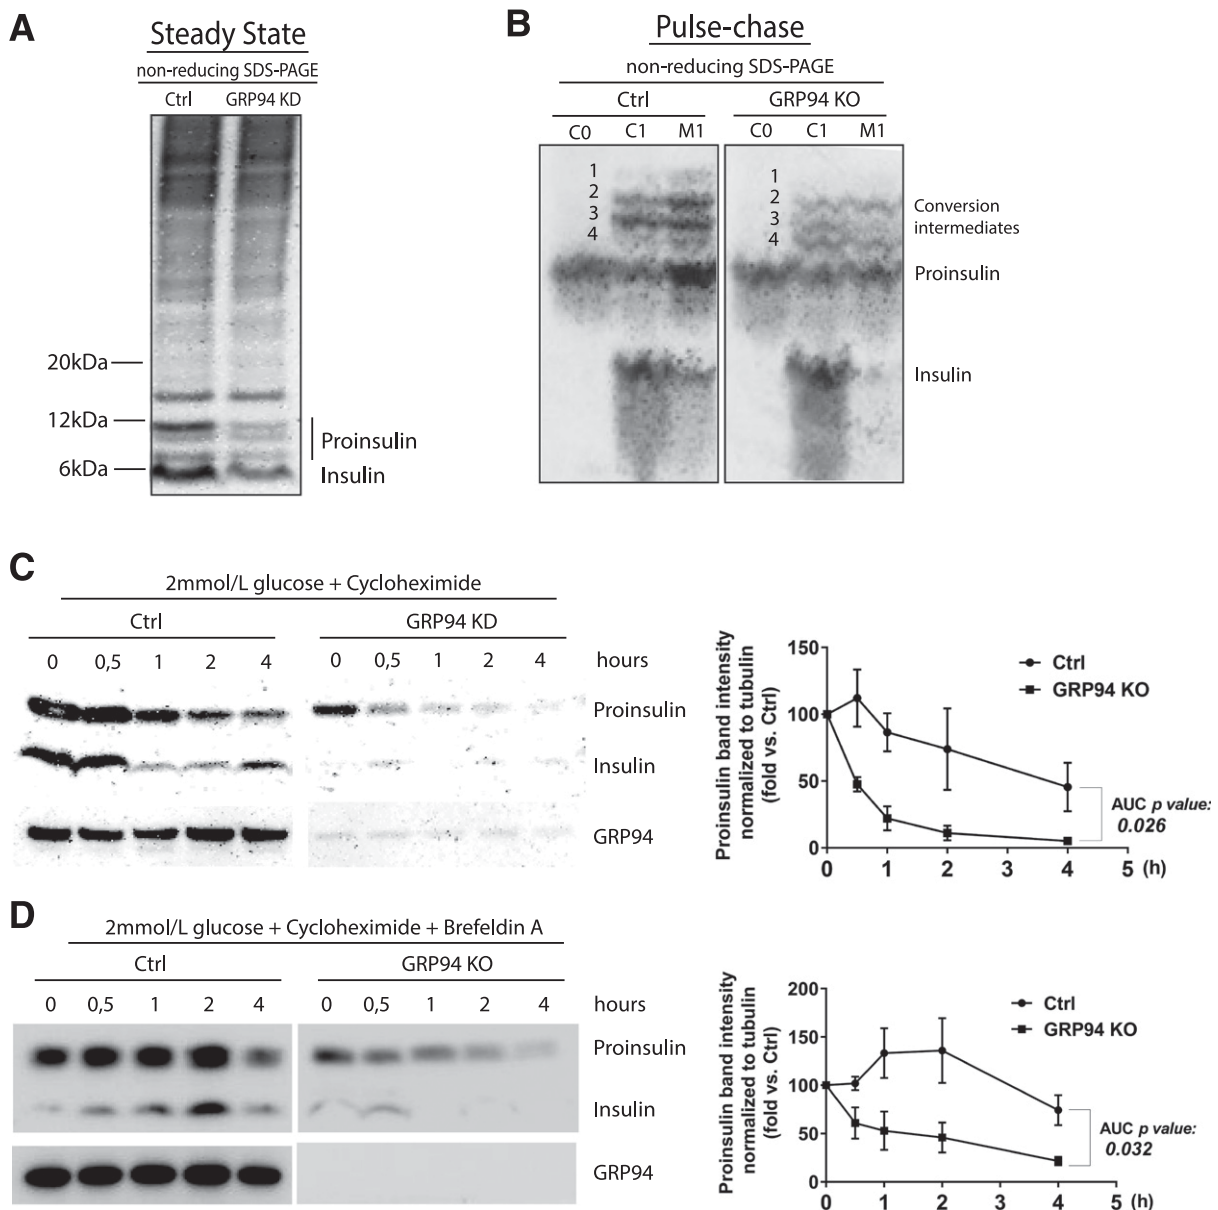 A
Steady State
non-reducing SDS-PAGE
Ctrl GRP94 KD
20kDa
12kDa
6kDa
Proinsulin
Insulin
B
Pulse-chase
non-reducing SDS-PAGE
Ctrl GRP94 KO
C0 C1 M1 C0 C1 M1
1 1
2 2
3 3
4 4
Conversion
intermediates
Proinsulin
Insulin
C
2mmol/L glucose + Cycloheximide
Ctrl GRP94 KD
0 0,5 1 2 4 0 0,5 1 2 4 hours
Proinsulin
Insulin
GRP94
Proinsulin band intensity
normalized to tubulin
(fold vs. Ctrl)
150
100
50
0
0 1 2 3 4 5 (h)
Ctrl
GRP94 KO
AUC p value:
0.026
D
2mmol/L glucose + Cycloheximide + Brefeldin A
Ctrl GRP94 KO
0 0,5 1 2 4 0 0,5 1 2 4 hours
Proinsulin
Insulin
GRP94
Proinsulin band intensity
normalized to tubulin
(fold vs. Ctrl)
200
150
100
50
0
0 1 2 3 4 5 (h)
Ctrl
GRP94 KO
AUC p value:
0.032